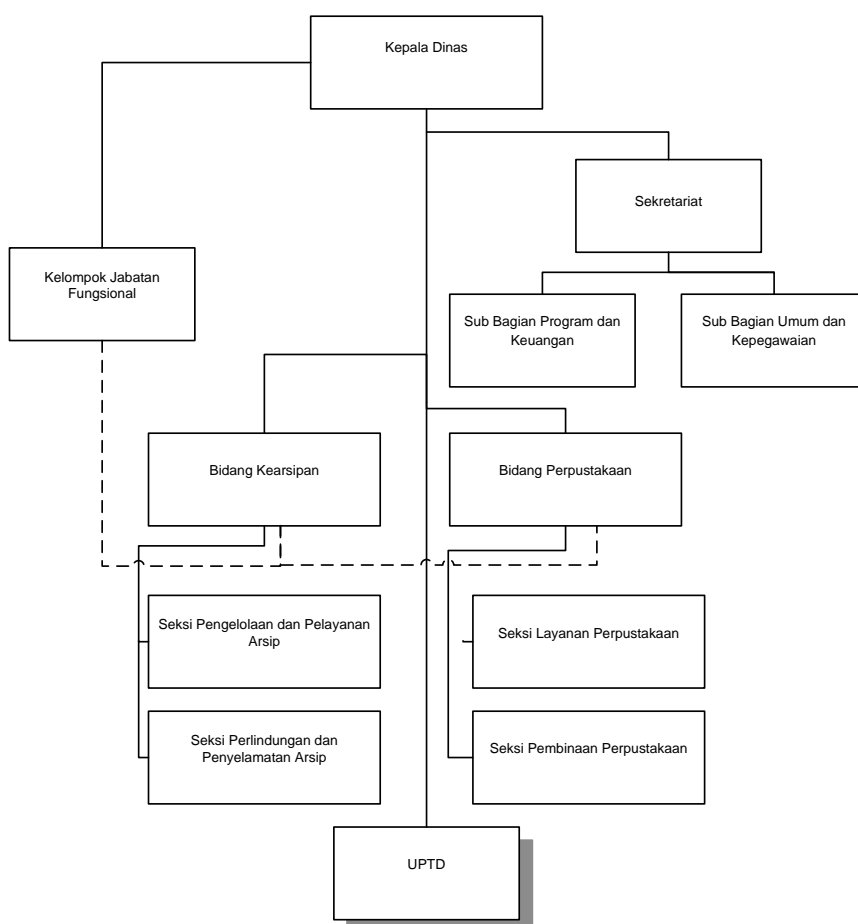 Kepala Dinas
Sekretariat
Kelompok Jabatan
Fungsional
Sub Bagian Program dan
Keuangan
Sub Bagian Umum dan
Kepegawaian
Bidang Kearsipan
Bidang Perpustakaan
Seksi Pengelolaan dan Pelayanan
Arsip
Seksi Layanan Perpustakaan
Seksi Perlindungan dan
Penyelamatan Arsip
Seksi Pembinaan Perpustakaan
UPTD